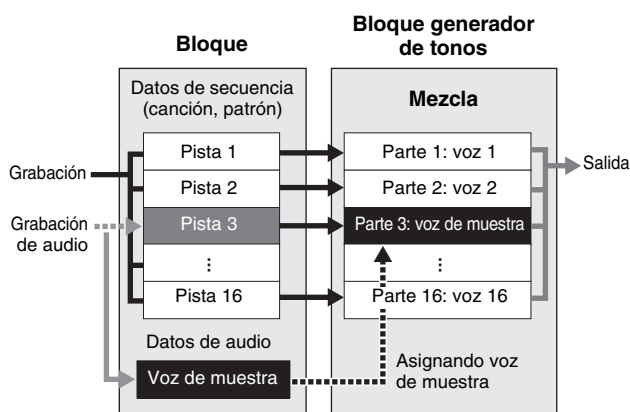 Bloque
Bloque generador
de tonos
Datos de secuencia
(canción, patrón)
Mezcla
Grabación
Pista 1
Parte 1: voz 1
Salida
Pista 2
Parte 2: voz 2
Grabación
de audio
Pista 3
Parte 3: voz de muestra
⋮
⋮
Pista 16
Parte 16: voz 16
Datos de audio
Voz de muestra
Asignando voz
de muestra